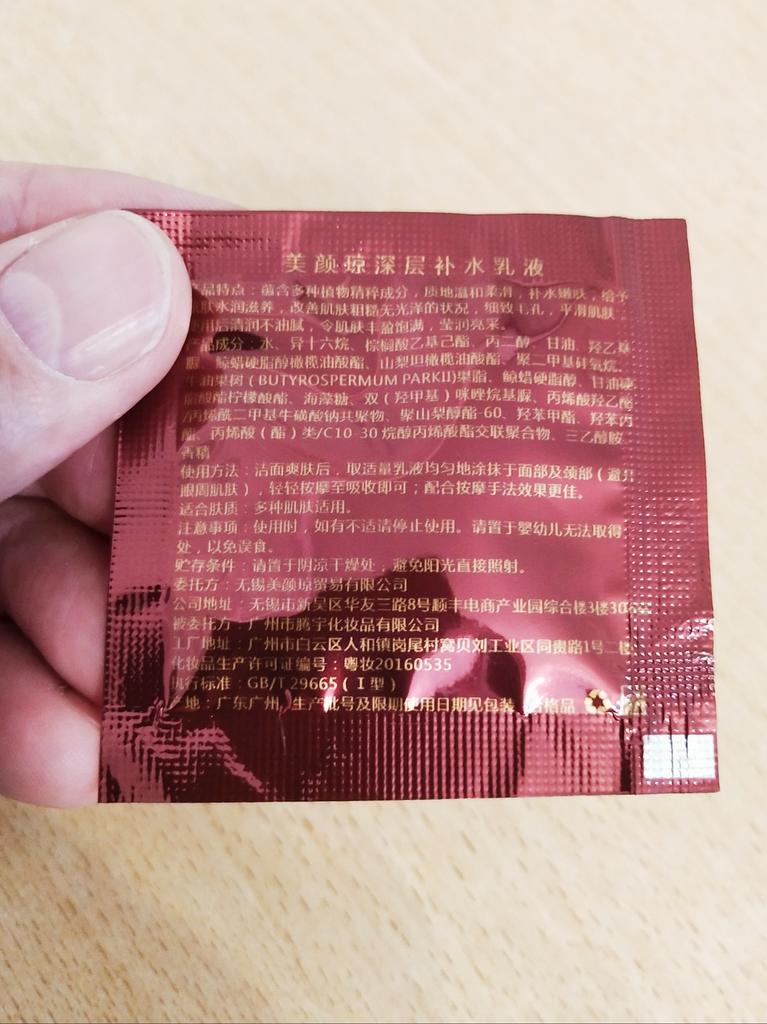 美颜琼深层补水乳液
品特点：蕴含多种植物精粹成分，质地温和柔滑，补水嫩肤，给予
肤水润滋养，改善肌肤粗糙无光泽的状况，细致毛孔，平滑肌肤
用后清润不油腻，令肌肤丰盈饱满，莹润亮采。
产品成分：水、异十六烷、棕榈酸乙基己酯、丙二醇、甘油、羟乙基
脲、鲸蜡硬脂醇橄榄油酸酯、山梨坦橄榄油酸酯、聚二甲基硅氧烷、
牛油果树(BUTYROSPERMUM PARKII)果脂、鲸蜡硬脂醇、甘油硬
脂酸酯柠檬酸酯、海藻糖、双（羟甲基）咪唑烷基脲、丙烯酸羟乙酯
/丙烯酰二甲基牛磺酸钠共聚物、聚山梨醇酯-60、羟苯甲酯、羟苯丙
酯、丙烯酸（酯）类/C10-30烷醇丙烯酸酯交联聚合物、三乙醇胺
香精
使用方法：洁面爽肤后，取适量乳液均匀地涂抹于面部及颈部（避开
眼周肌肤），轻轻按摩至吸收即可；配合按摩手法效果更佳。
适合肤质：多种肌肤适用。
注意事项：使用时，如有不适请停止使用。请置于婴幼儿无法取得
处，以免误食。
贮存条件：请置于阴凉干燥处，避免阳光直接照射。
委托方：无锡美颜琼贸易有限公司
公司地址：无锡市新吴区华友三路8号顺丰电商产业园综合楼3楼
被委托方：广州市腾宇化妆品有限公司
工厂地址：广州市白云区人和镇岗尾村窝贝刘工业区同贵路1号二楼
化妆品生产许可证编号：粤妆20160535
执行标准：GB/T 29665（Ⅰ型）
产地：广东广州 生产批号及限期使用日期见包装 合格品